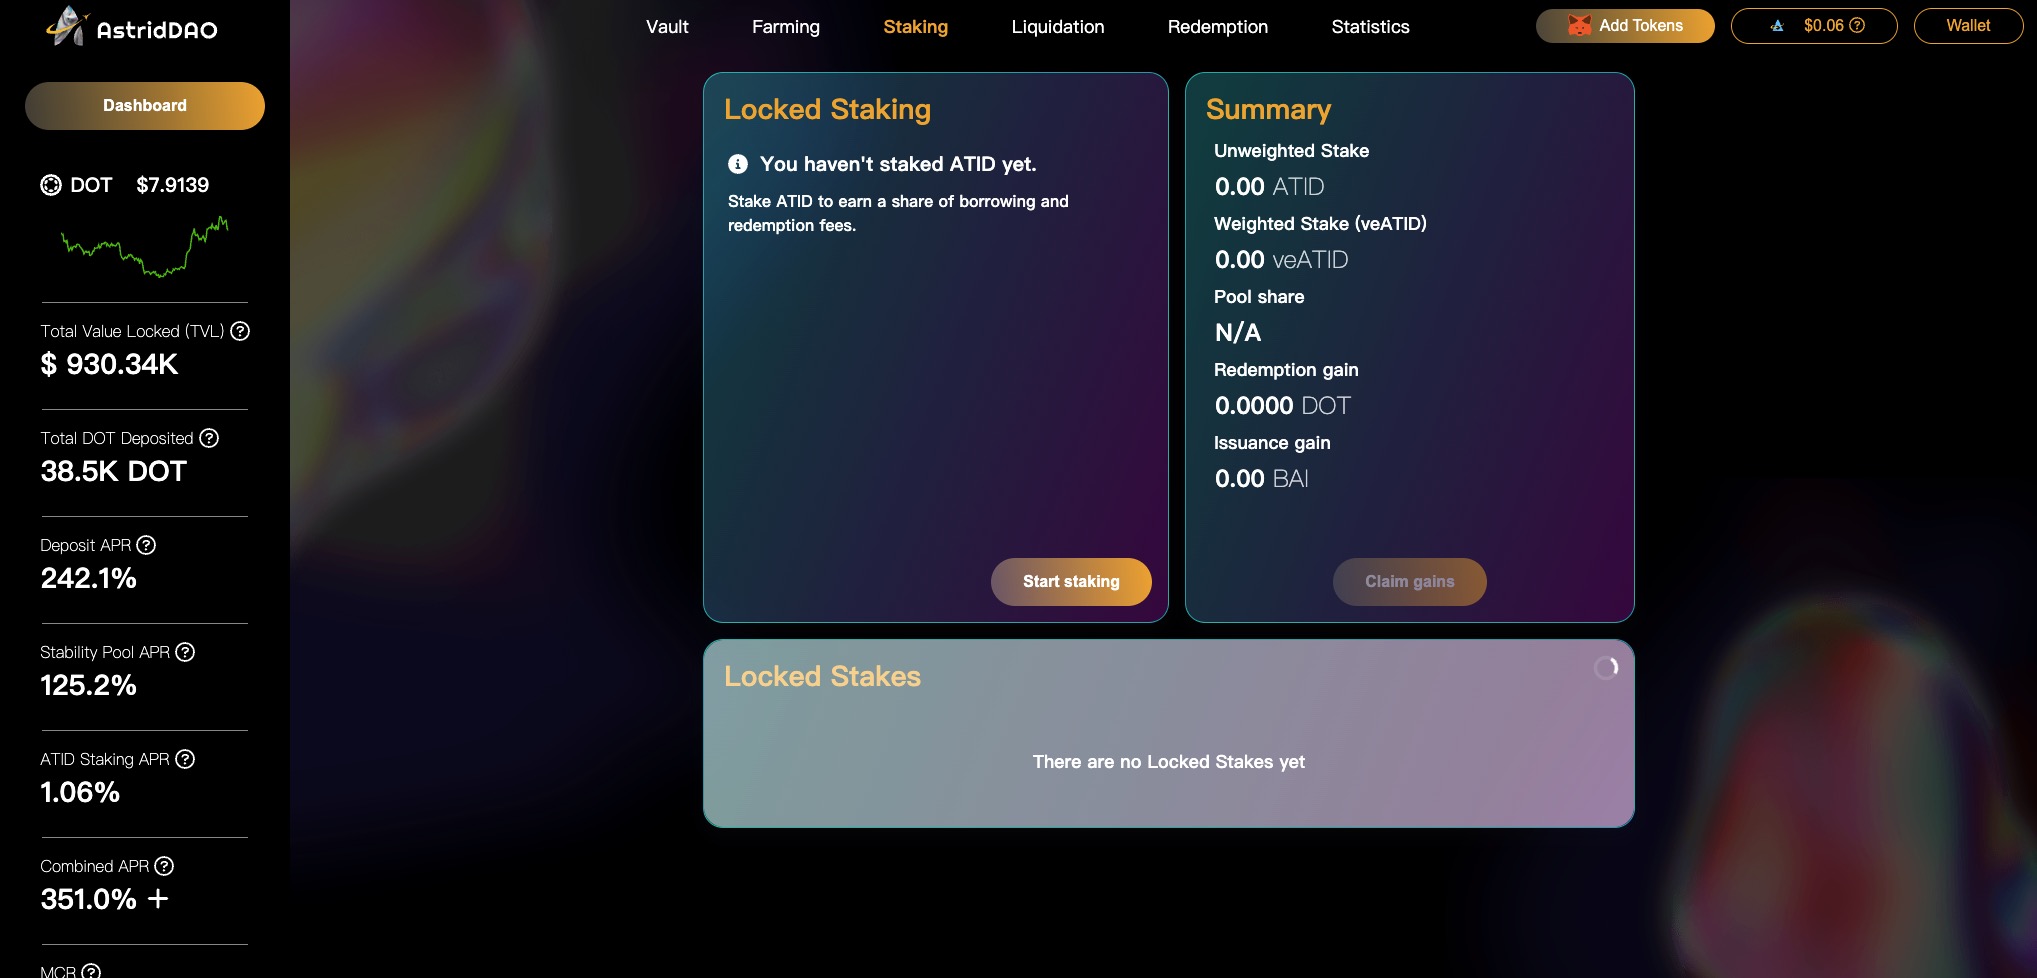 AstridDAO
Vault
Farming
Staking
Liquidation
Redemption
Statistics
Add Tokens
$0.06
Wallet
Dashboard
DOT $7.9139
Total Value Locked (TVL)
$ 930.34K
Total DOT Deposited
38.5K DOT
Deposit APR
242.1%
Stability Pool APR
125.2%
ATID Staking APR
1.06%
Combined APR
351.0% +
MCR
Locked Staking
You haven't staked ATID yet.
Stake ATID to earn a share of borrowing and
redemption fees.
Start staking
Summary
Unweighted Stake
0.00 ATID
Weighted Stake (veATID)
0.00 veATID
Pool share
N/A
Redemption gain
0.0000 DOT
Issuance gain
0.00 BAI
Claim gains
Locked Stakes
There are no Locked Stakes yet